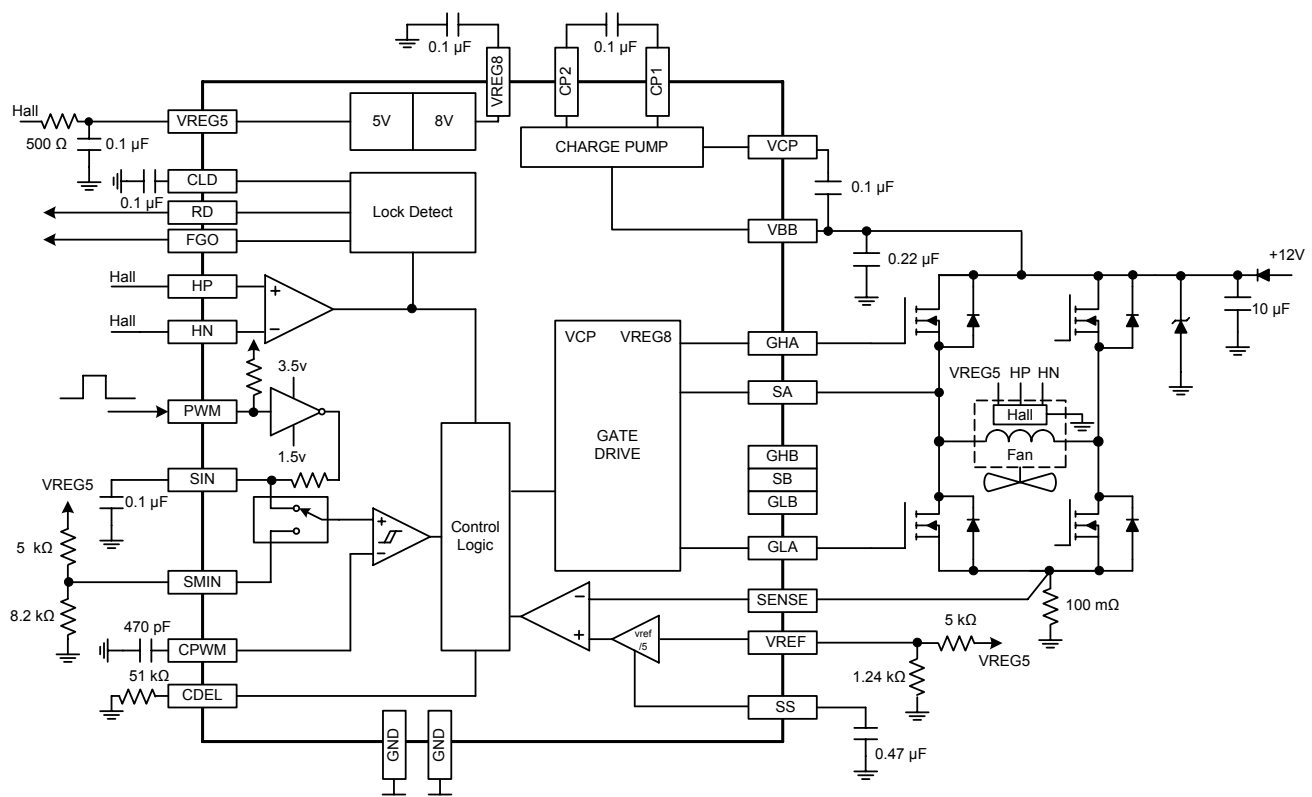 0.1 µF
0.1 µF
VREG8
CP2
CP1
Hall
VREG5
5V
8V
500 Ω
0.1 µF
CHARGE PUMP
VCP
CLD
0.1 µF
0.1 µF
RD
Lock Detect
FGO
VBB
0.22 µF
+12V
Hall
HP
10 µF
Hall
HN
VCP
VREG8
GHA
3.5v
VREG5
HP
HN
PWM
SA
Hall
1.5v
GATE
DRIVE
GHB
Fan
SIN
SB
VREG5
0.1 µF
GLB
Control
Logic
5 kΩ
GLA
SMIN
SENSE
8.2 kΩ
100 mΩ
470 pF
vref
/5
VREF
5 kΩ
CPWM
VREG5
51 kΩ
1.24 kΩ
CDEL
SS
GND
GND
0.47 µF